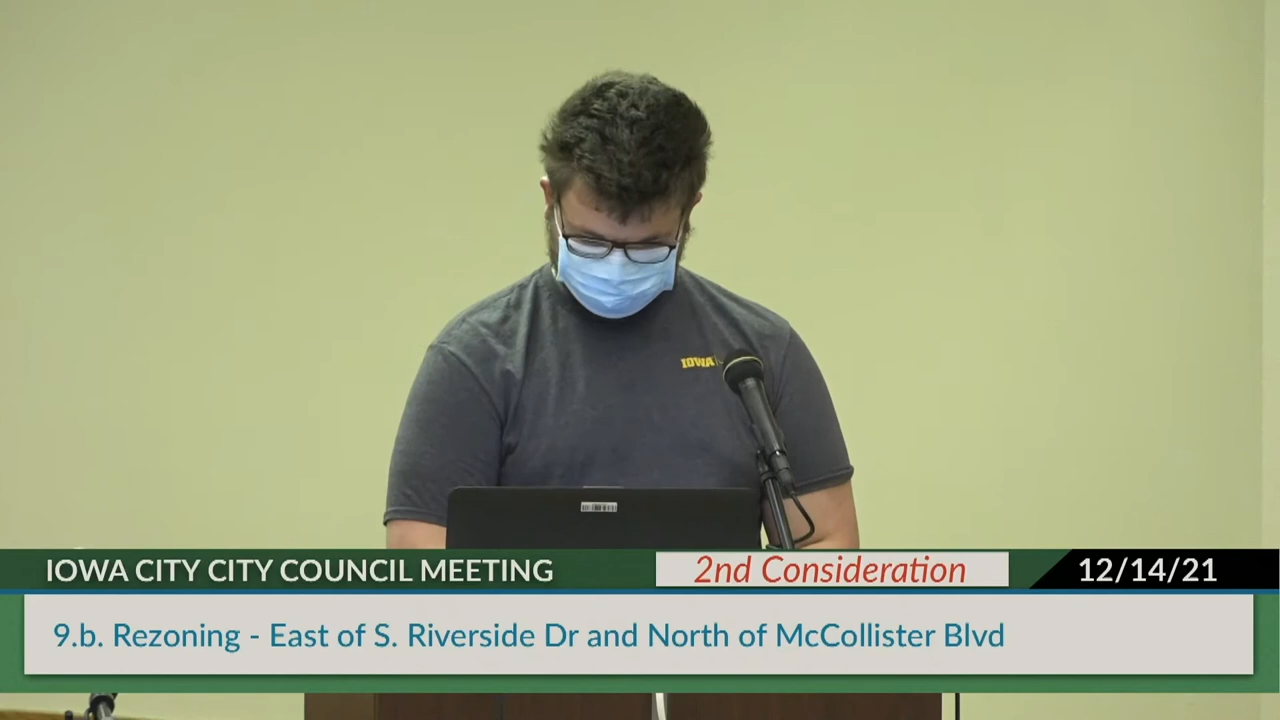 IOWA
IOWA CITY CITY COUNCIL MEETING
2nd Consideration
12/14/21
9.b. Rezoning - East of S. Riverside Dr and North of McCollister Blvd